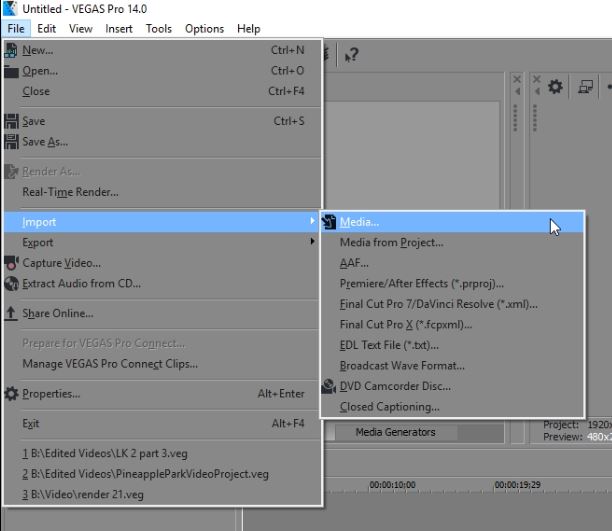 Untitled - VEGAS Pro 14.0
File Edit View Insert Tools Options Help
New... Ctrl+N
Open... Ctrl+O
Close Ctrl+F4
Save Ctrl+S
Save As...
Render As...
Real-Time Render...
Import
Export
Capture Video...
Extract Audio from CD...
Share Online...
Prepare for VEGAS Pro Connect...
Manage VEGAS Pro Connect Clips...
Properties... Alt+Enter
Exit Alt+F4
1 B:\Edited Videos\LK 2 part 3.veg
2 B:\Edited Videos\PineappleParkVideoProject.veg
3 B:\Video\render 21.veg
Media...
Media from Project...
AAF...
Premiere/After Effects (*.prproj)...
Final Cut Pro 7/DaVinci Resolve (*.xml)...
Final Cut Pro X (*.fcpxml)...
EDL Text File (*.txt)...
Broadcast Wave Format...
DVD Camcorder Disc...
Closed Captioning...
Media Generators
Project: 1920x
Preview: 480x2
00:00:10:00 00:00:19:29